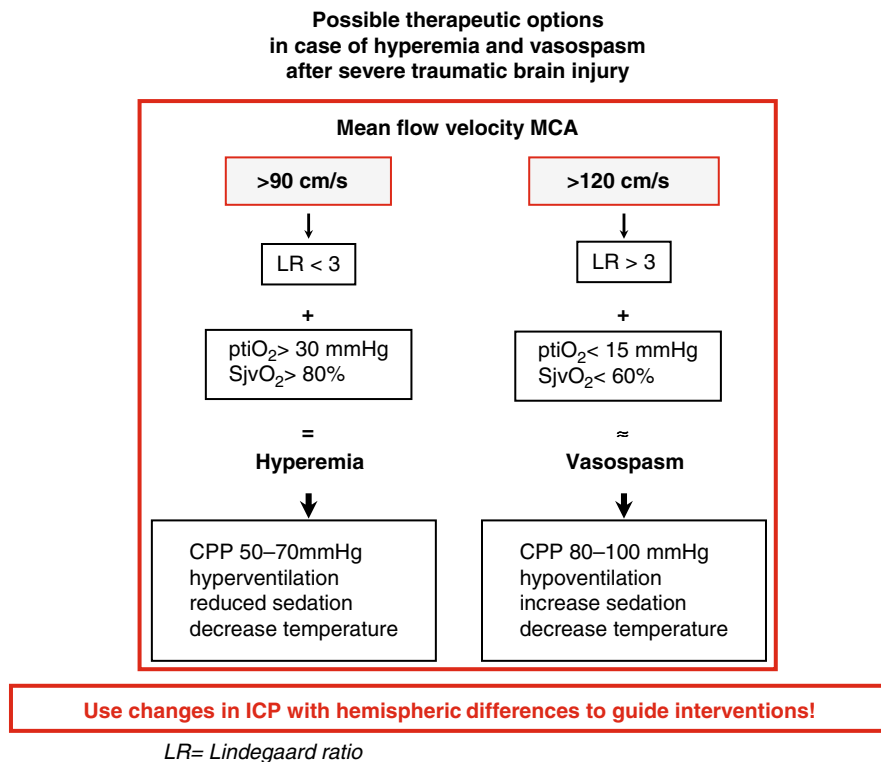 Possible therapeutic options
in case of hyperemia and vasospasm
after severe traumatic brain injury
Mean flow velocity MCA
>90 cm/s
LR < 3
+
ptiO₂> 30 mmHg
SjvO₂> 80%
=
Hyperemia
CPP 50–70mmHg
hyperventilation
reduced sedation
decrease temperature
>120 cm/s
LR > 3
+
ptiO₂< 15 mmHg
SjvO₂< 60%
≈
Vasospasm
CPP 80–100 mmHg
hypoventilation
increase sedation
decrease temperature
Use changes in ICP with hemispheric differences to guide interventions!
LR= Lindegaard ratio